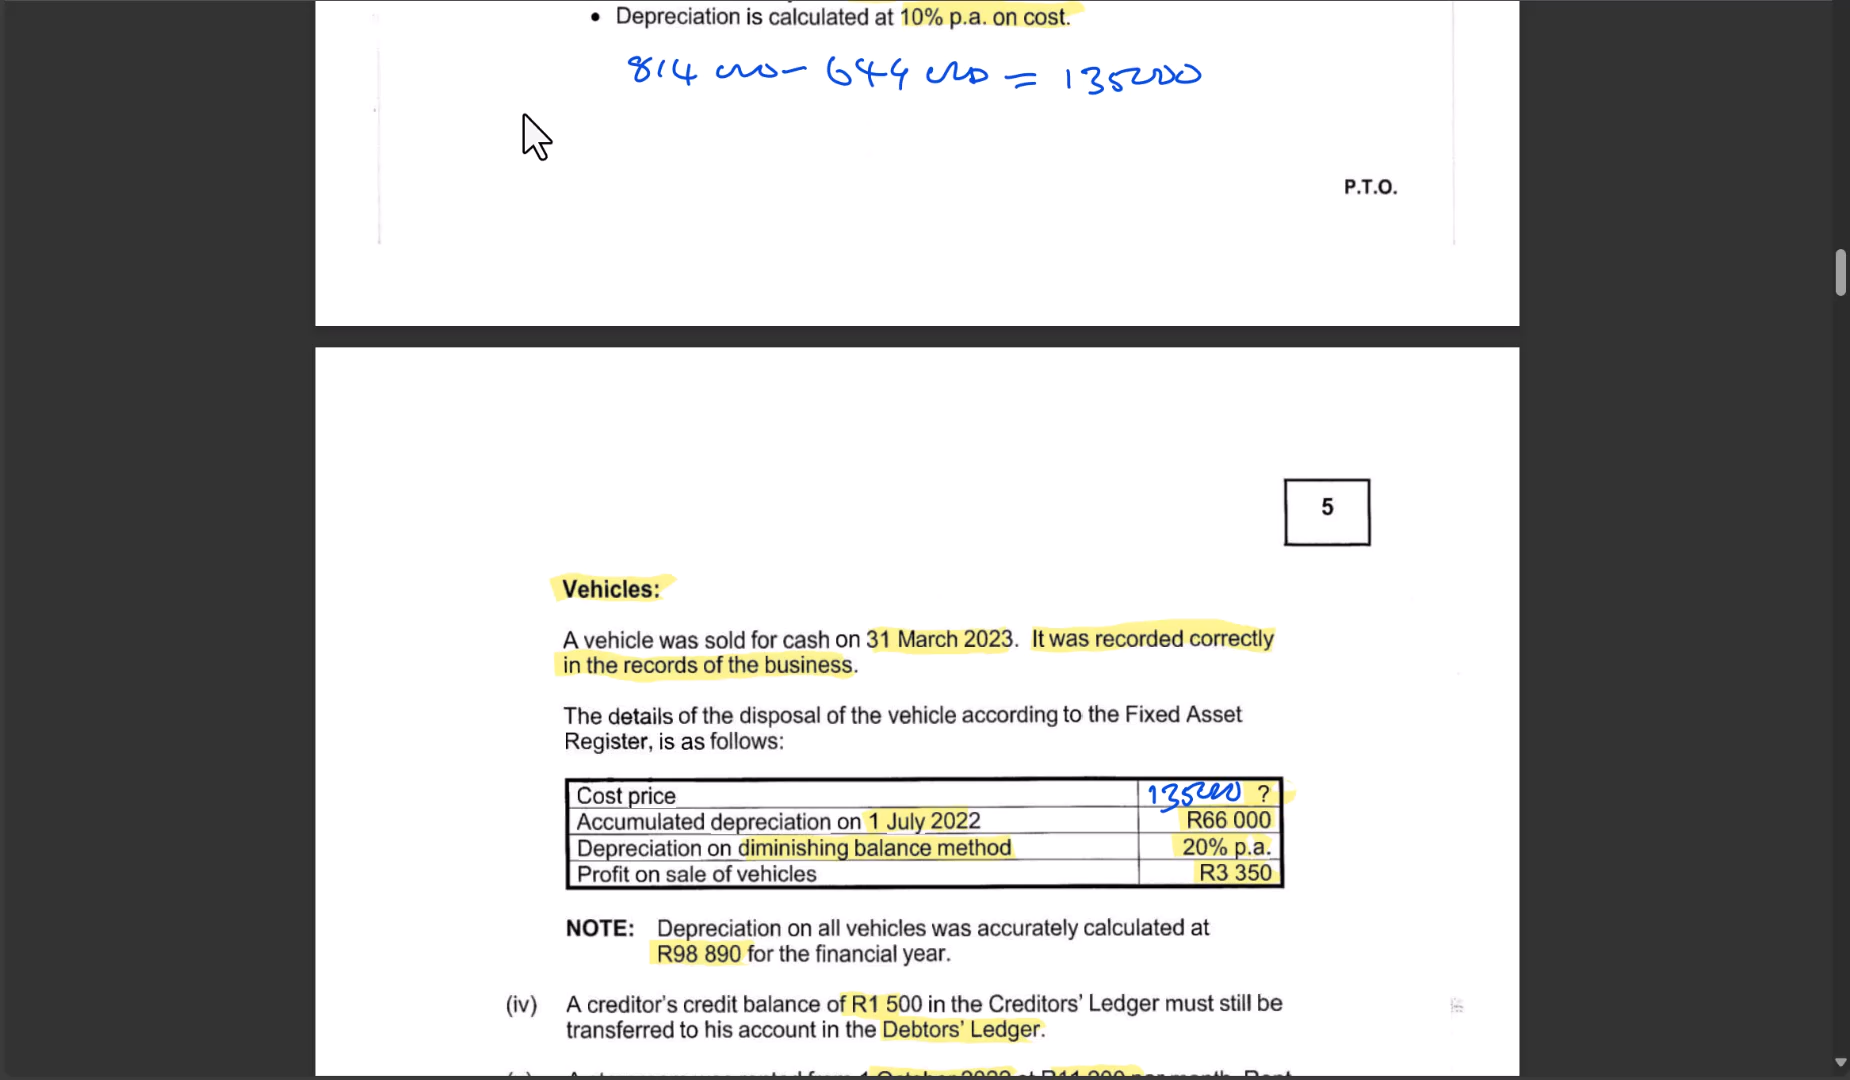 • Depreciation is calculated at 10% p.a. on cost.
814 000 - 644 000 = 135000
P.T.O.
5
Vehicles:
A vehicle was sold for cash on 31 March 2023. It was recorded correctly
in the records of the business.
The details of the disposal of the vehicle according to the Fixed Asset
Register, is as follows:
Cost price 135000 ?
Accumulated depreciation on 1 July 2022 R66 000
Depreciation on diminishing balance method 20% p.a.
Profit on sale of vehicles R3 350
NOTE: Depreciation on all vehicles was accurately calculated at
R98 890 for the financial year.
(iv) A creditor's credit balance of R1 500 in the Creditors' Ledger must still be
transferred to his account in the Debtors' Ledger.